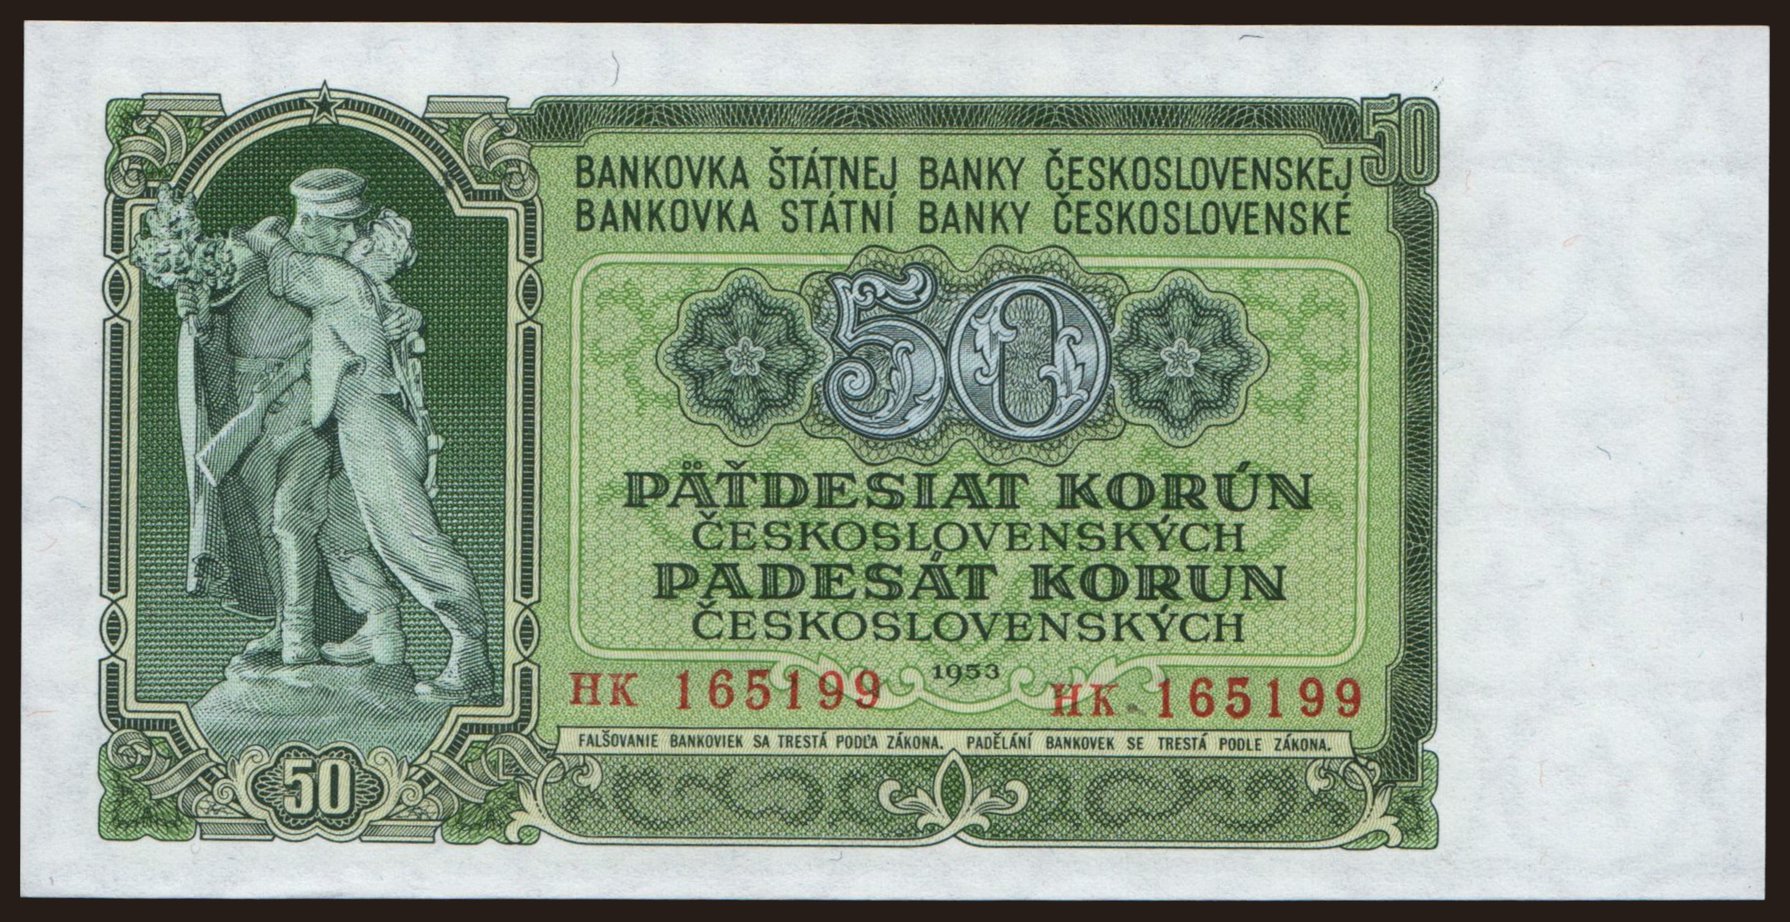 50
BANKOVKA ŠTÁTNEJ BANKY ČESKOSLOVENSKEJ
BANKOVKA STÁTNÍ BANKY ČESKOSLOVENSKÉ
50
PÄŤDESIAT KORÚN
ČESKOSLOVENSKÝCH
PADESÁT KORUN
ČESKOSLOVENSKÝCH
1953
HK 165199 HK 165199
FALŠOVANIE BANKOVIEK SA TRESTÁ PODĽA ZÁKONA. PADĚLÁNÍ BANKOVEK SE TRESTÁ PODLE ZÁKONA.
50